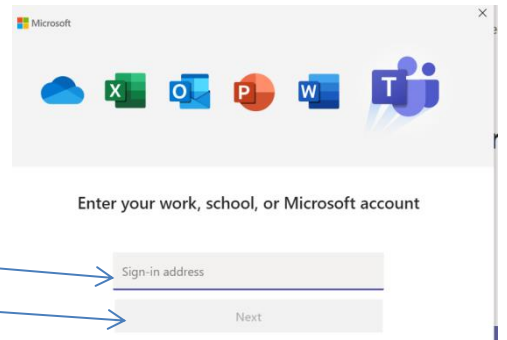 Microsoft
Enter your work, school, or Microsoft account
Sign-in address
Next